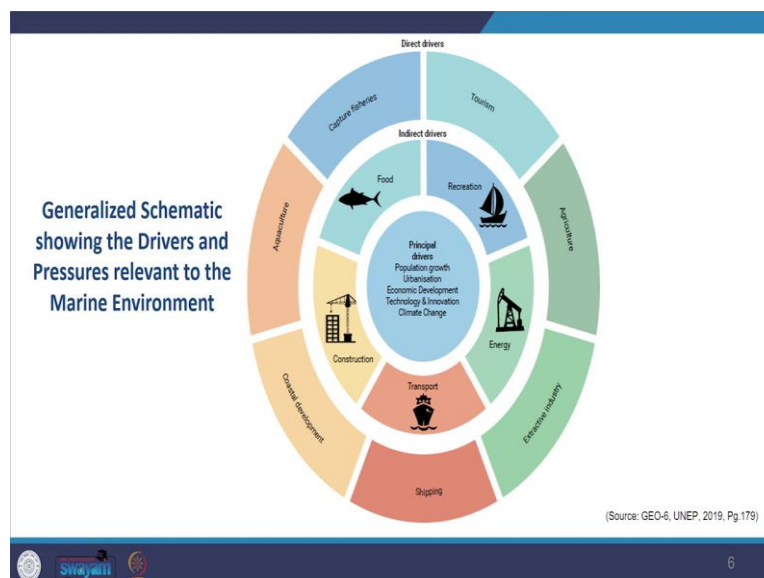 Generalized Schematic
showing the Drivers and
Pressures relevant to the
Marine Environment
Direct drivers
Capture fisheries
Tourism
Aquaculture
Agriculture
Coastal development
Extractive industry
Shipping
Indirect drivers
Food
Recreation
Construction
Energy
Transport
Principal
drivers
Population growth
Urbanisation
Economic Development
Technology & Innovation
Climate Change
(Source: GEO-6, UNEP, 2019, Pg.179)
swayam
6